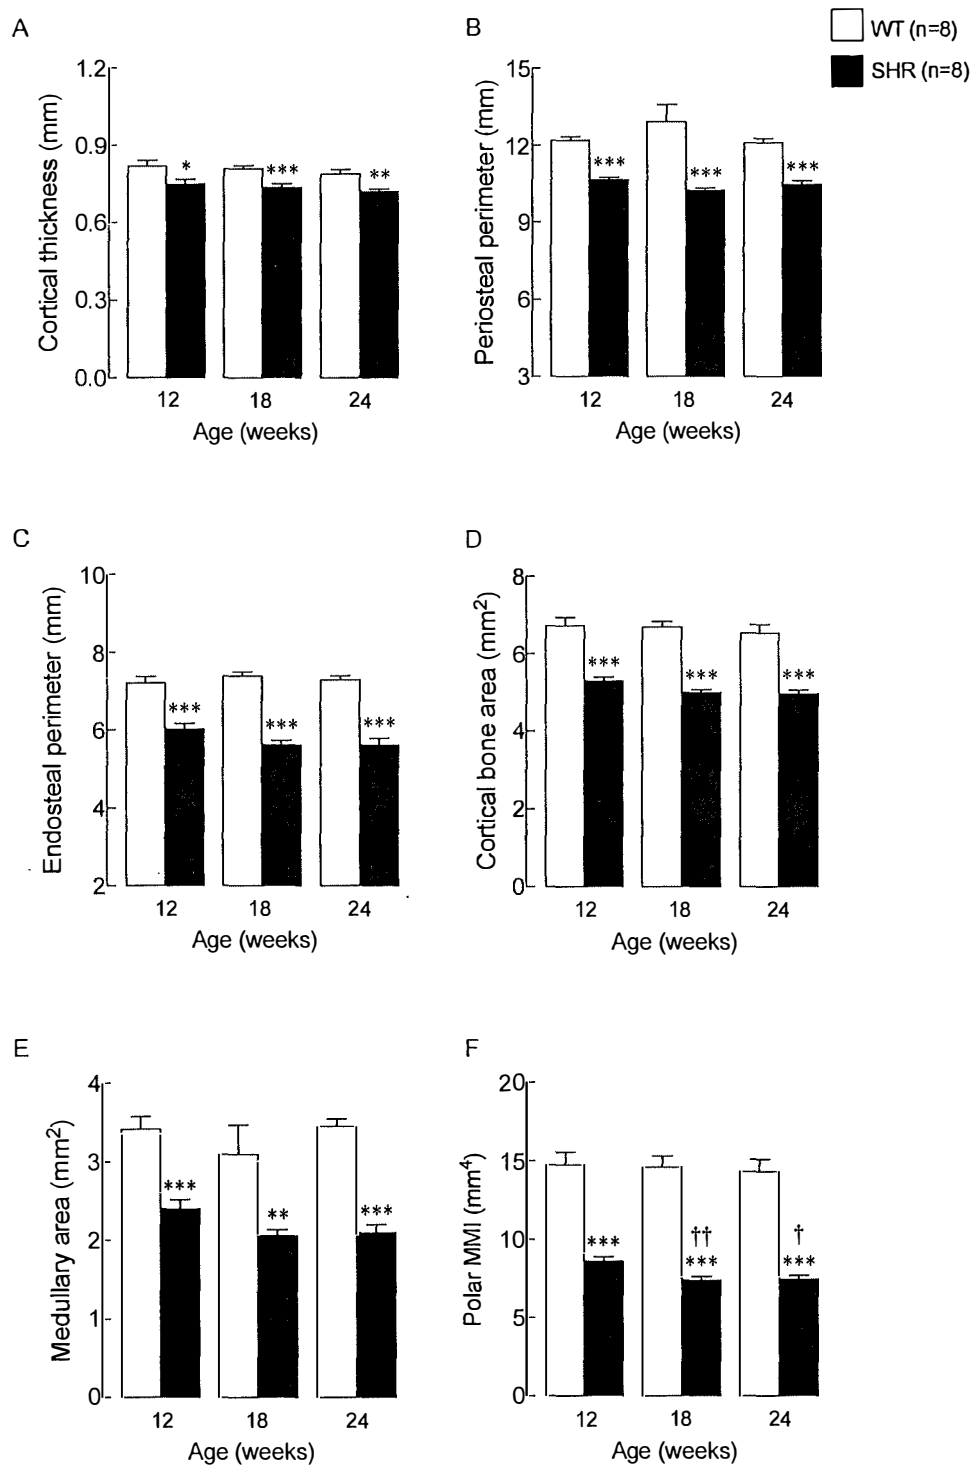 A
B
WT (n=8)
SHR (n=8)
1.2
0.9
0.6
0.3
0.0
Cortical thickness (mm)
* *** **
12 18 24
Age (weeks)
15
12
9
6
3
Periosteal perimeter (mm)
*** *** ***
12 18 24
Age (weeks)
C
D
10
8
6
4
2
Endosteal perimeter (mm)
*** *** ***
12 18 24
Age (weeks)
8
6
4
2
0
Cortical bone area (mm²)
*** *** ***
12 18 24
Age (weeks)
E
F
4
3
2
1
0
Medullary area (mm²)
*** ** ***
12 18 24
Age (weeks)
20
15
10
5
0
Polar MMI (mm⁴)
†† †
*** *** ***
12 18 24
Age (weeks)